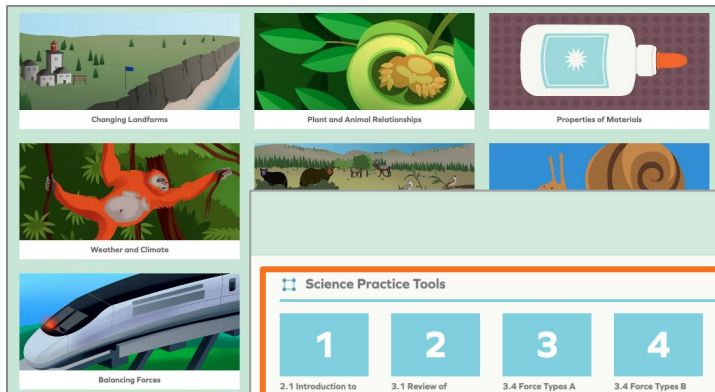 Changing Landforms
Plant and Animal Relationships
Properties of Materials
Weather and Climate
Balancing Forces
Science Practice Tools
1
2
3
4
2.1 Introduction to
3.1 Review of
3.4 Force Types A
3.4 Force Types B